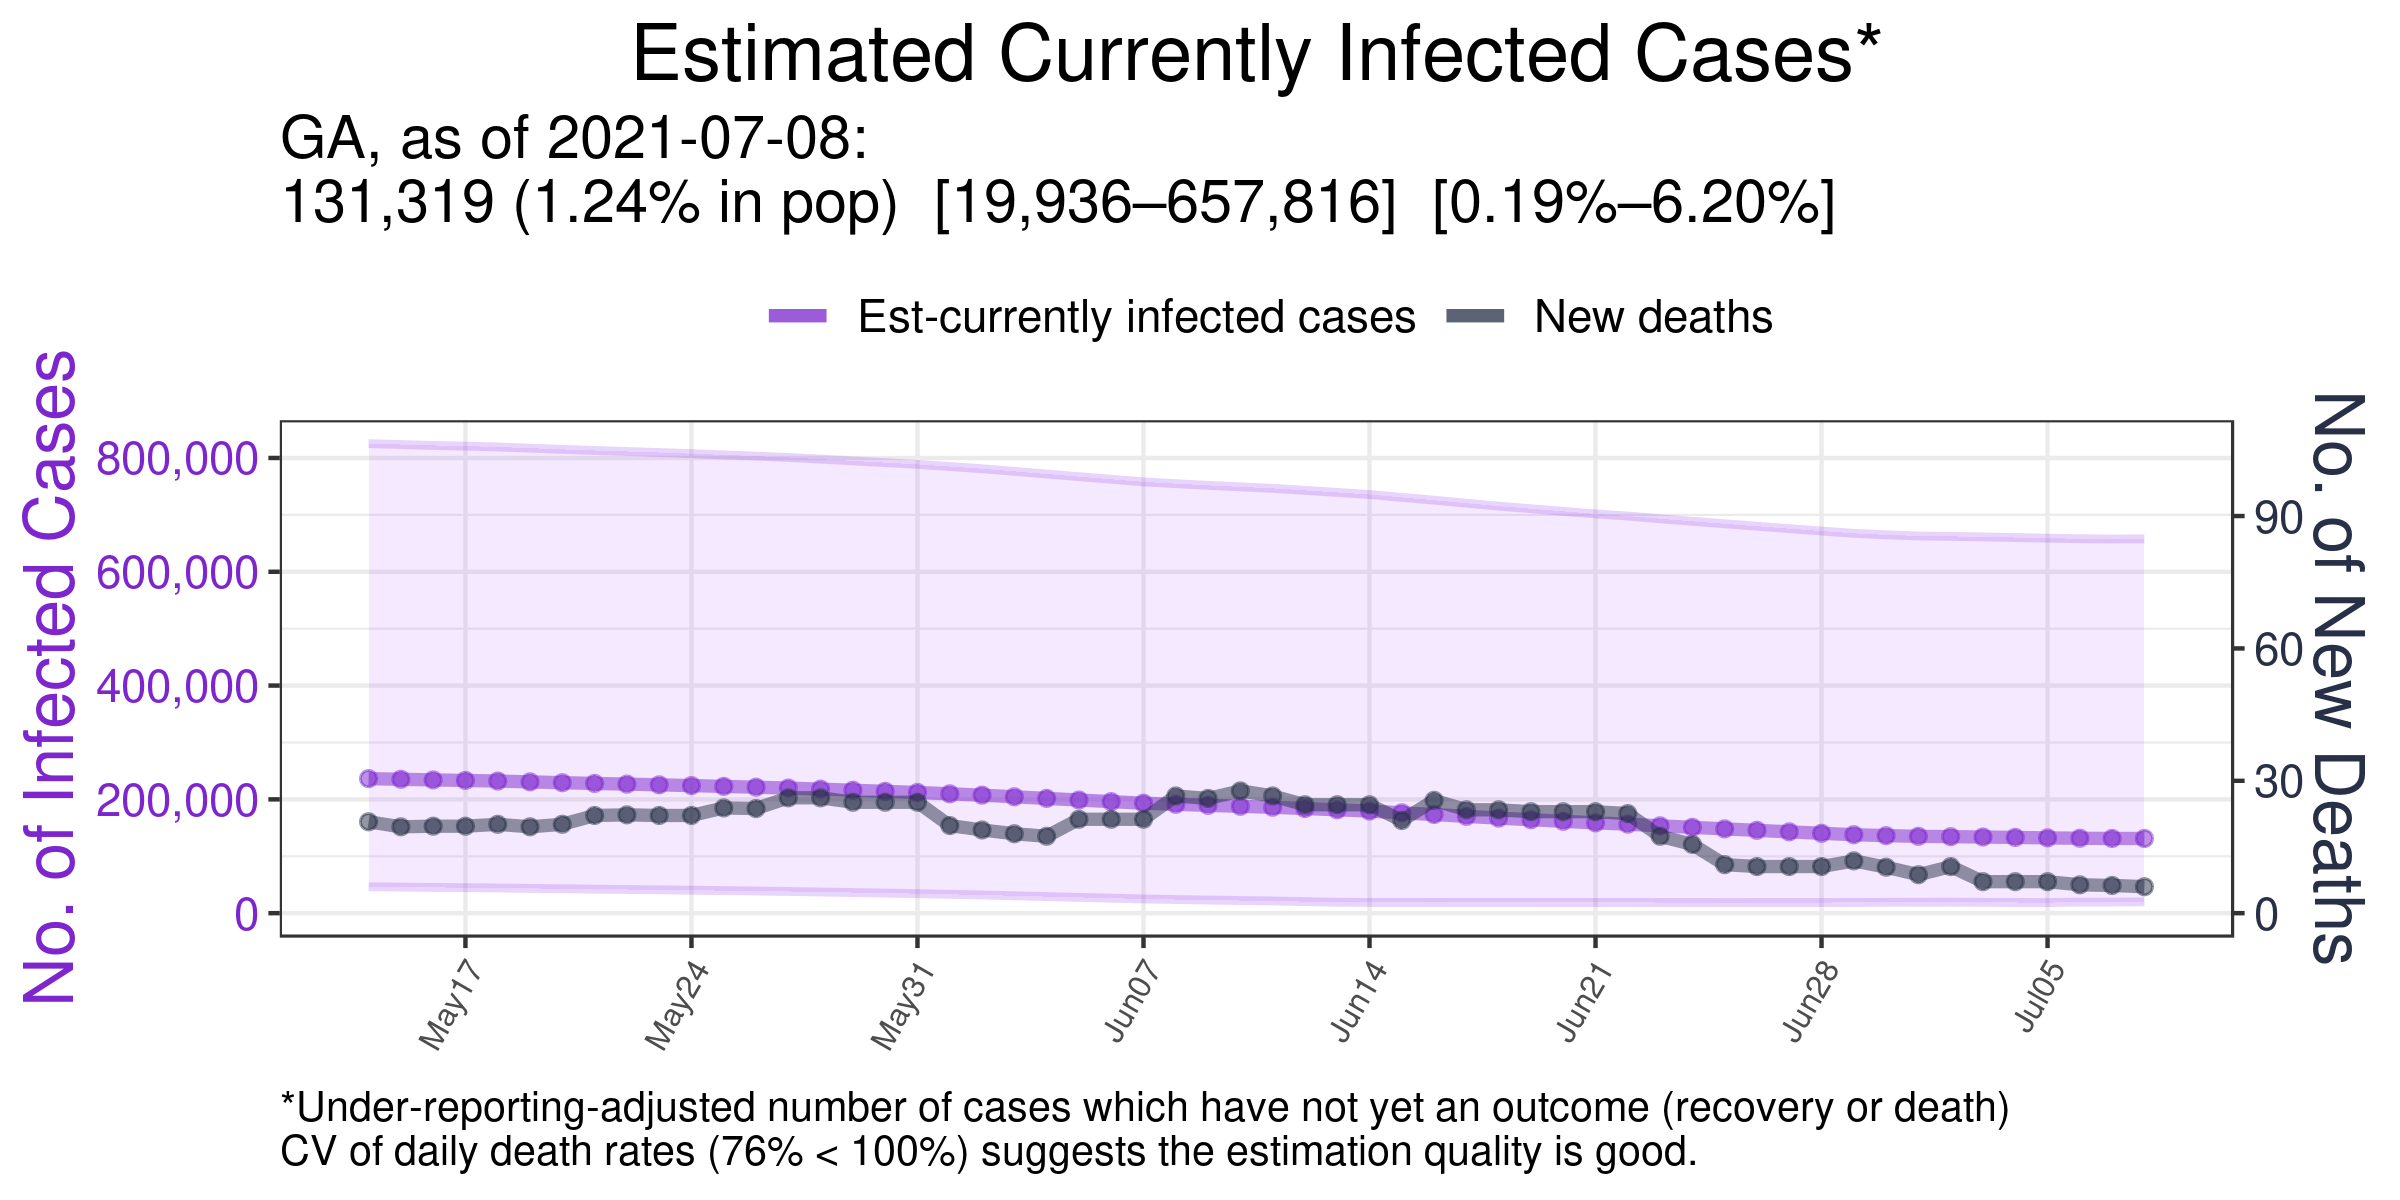 Estimated Currently Infected Cases*
GA, as of 2021-07-08:
131,319 (1.24% in pop)  [19,936–657,816]  [0.19%–6.20%]
Est-currently infected cases
New deaths
No. of Infected Cases
800,000
600,000
400,000
200,000
0
90
60
30
0
No. of New Deaths
May17
May24
May31
Jun07
Jun14
Jun21
Jun28
Jul05
*Under-reporting-adjusted number of cases which have not yet an outcome (recovery or death)
CV of daily death rates (76% < 100%) suggests the estimation quality is good.